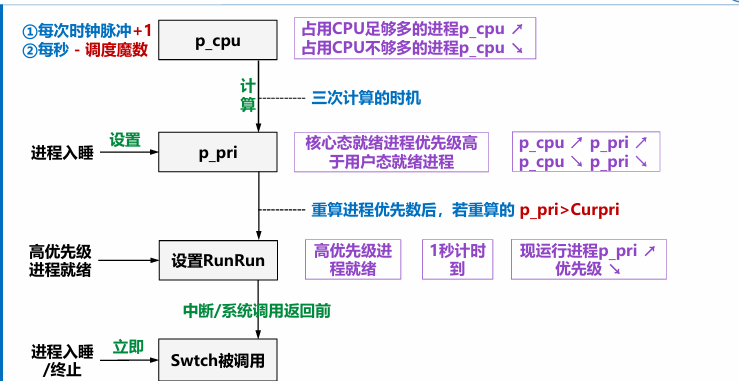 ①每次时钟脉冲+1
②每秒 - 调度魔数
p_cpu
占用CPU足够多的进程p_cpu ↗
占用CPU不够多的进程p_cpu ↘
计
算
三次计算的时机
进程入睡
设置
p_pri
核心态就绪进程优先级高
于用户态就绪进程
p_cpu ↗ p_pri ↗
p_cpu ↘ p_pri ↘
重算进程优先数后，若重算的 p_pri>Curpri
高优先级
进程就绪
设置RunRun
高优先级进
程就绪
1秒计时
到
现运行进程p_pri ↗
优先级 ↘
中断/系统调用返回前
进程入睡
/终止
立即
Swtch被调用